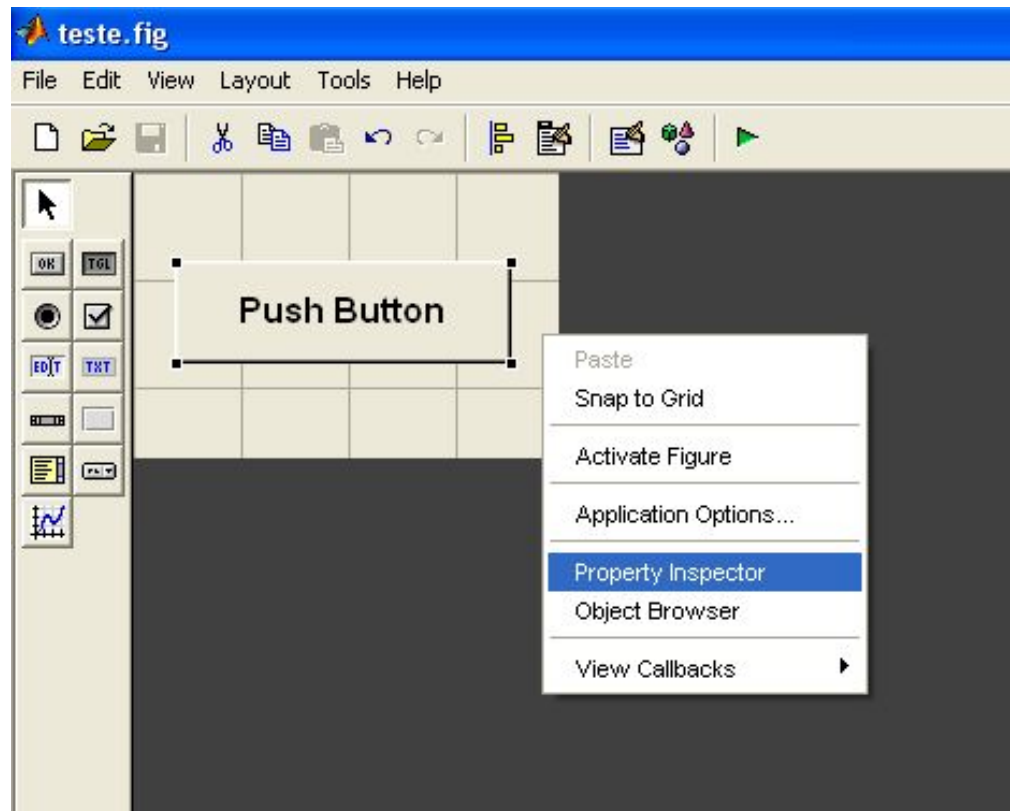 teste.fig
File Edit View Layout Tools Help
OK TGL
EDIT TXT
Push Button
Paste
Snap to Grid
Activate Figure
Application Options...
Property Inspector
Object Browser
View Callbacks